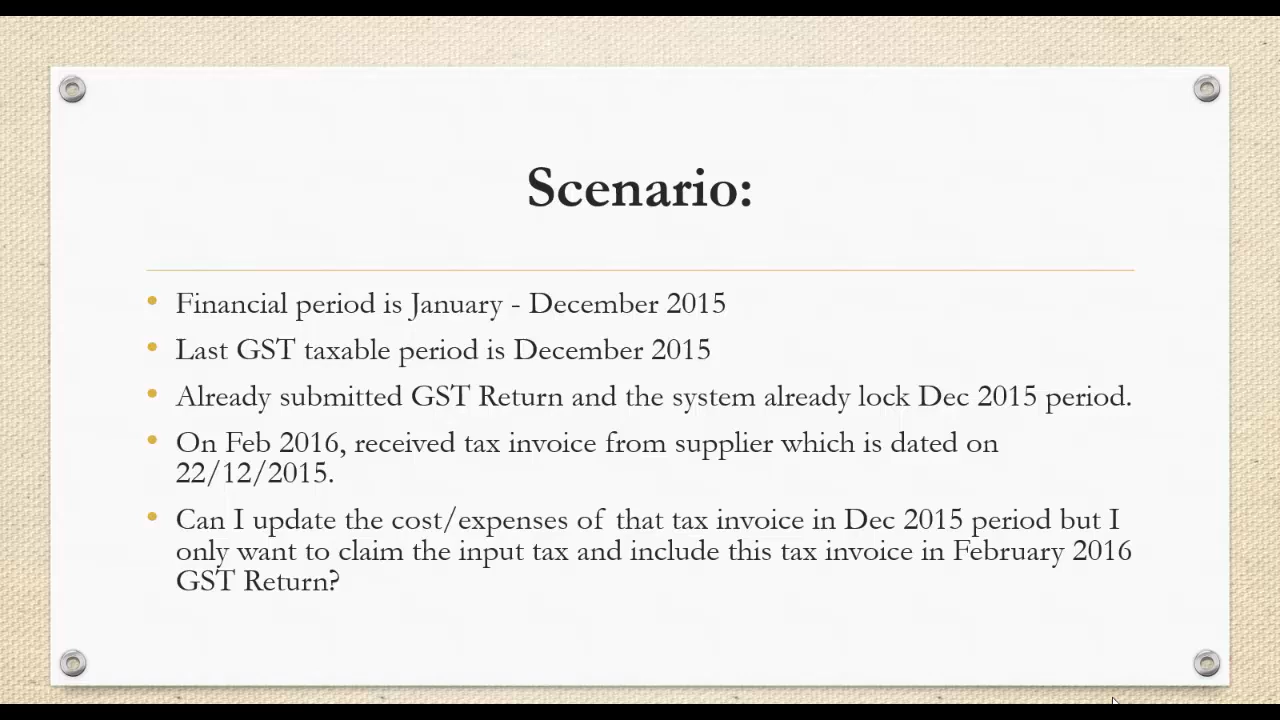 Scenario:
Financial period is January - December 2015
Last GST taxable period is December 2015
Already submitted GST Return and the system already lock Dec 2015 period.
On Feb 2016, received tax invoice from supplier which is dated on
22/12/2015.
Can I update the cost/expenses of that tax invoice in Dec 2015 period but I
only want to claim the input tax and include this tax invoice in February 2016
GST Return?